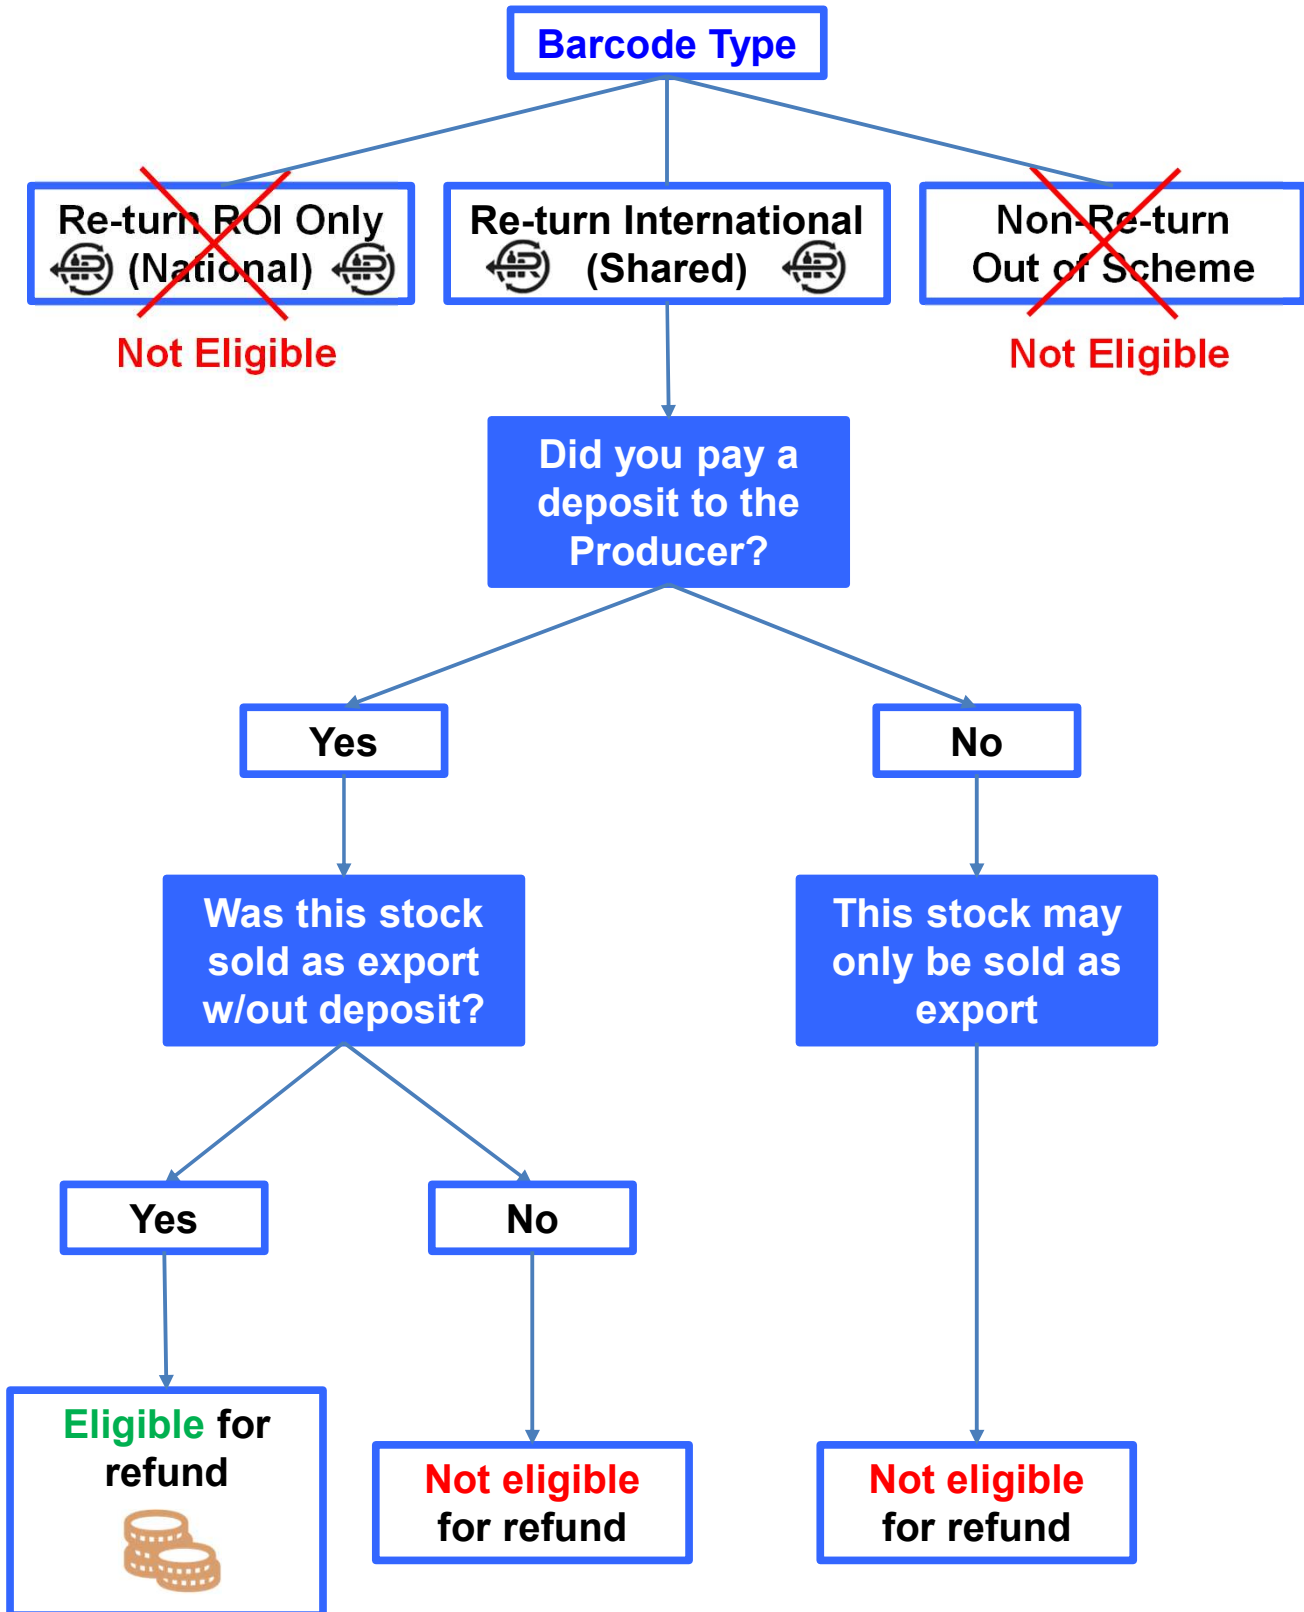 Barcode Type
Re-turn ROI Only
(National)
Re-turn International
(Shared)
Non-Re-turn
Out of Scheme
Not Eligible
Not Eligible
Did you pay a
deposit to the
Producer?
Yes
No
Was this stock
sold as export
w/out deposit?
This stock may
only be sold as
export
Yes
No
Eligible for
refund
Not eligible
for refund
Not eligible
for refund